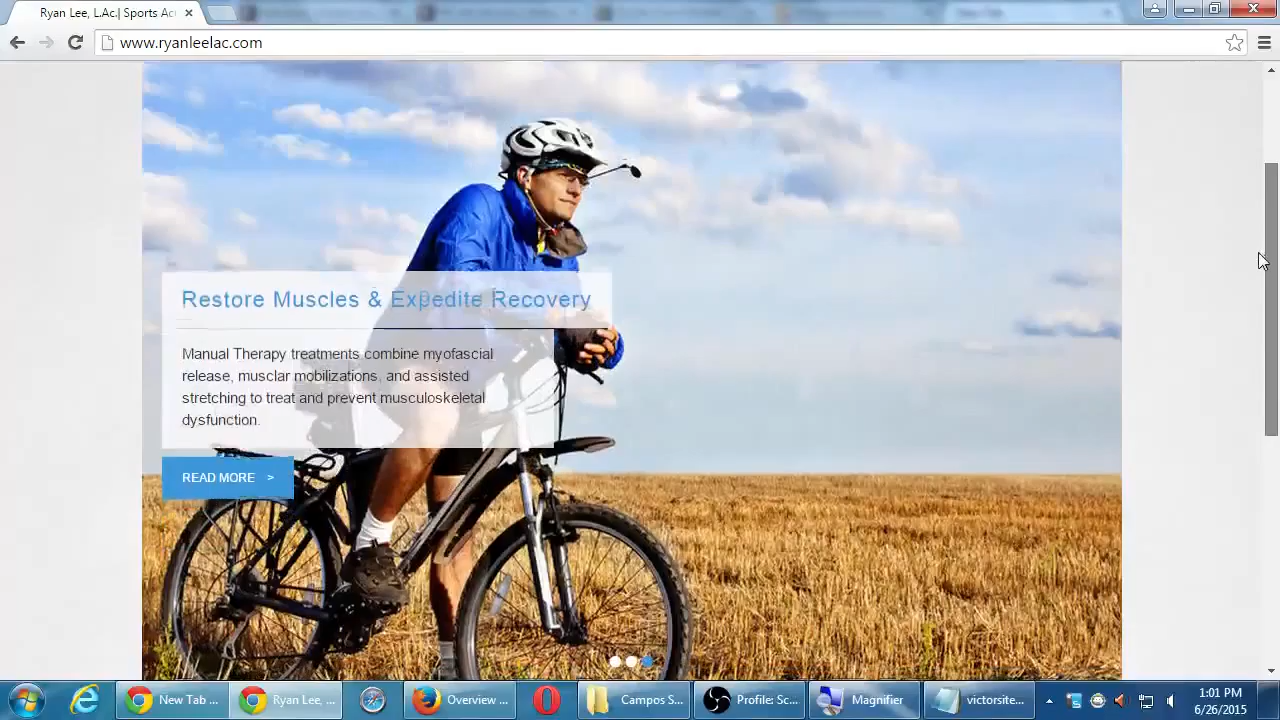 Ryan Lee, L.Ac.| Sports Acu
www.ryanleelac.com
Restore Muscles & Expedite Recovery
Manual Therapy treatments combine myofascial
release, musclar mobilizations, and assisted
stretching to treat and prevent musculoskeletal
dysfunction.
READ MORE >
New Tab ...
Ryan Lee, ...
Overview ...
Campos S...
Profile: Sc...
Magnifier
victorsite...
1:01 PM
6/26/2015